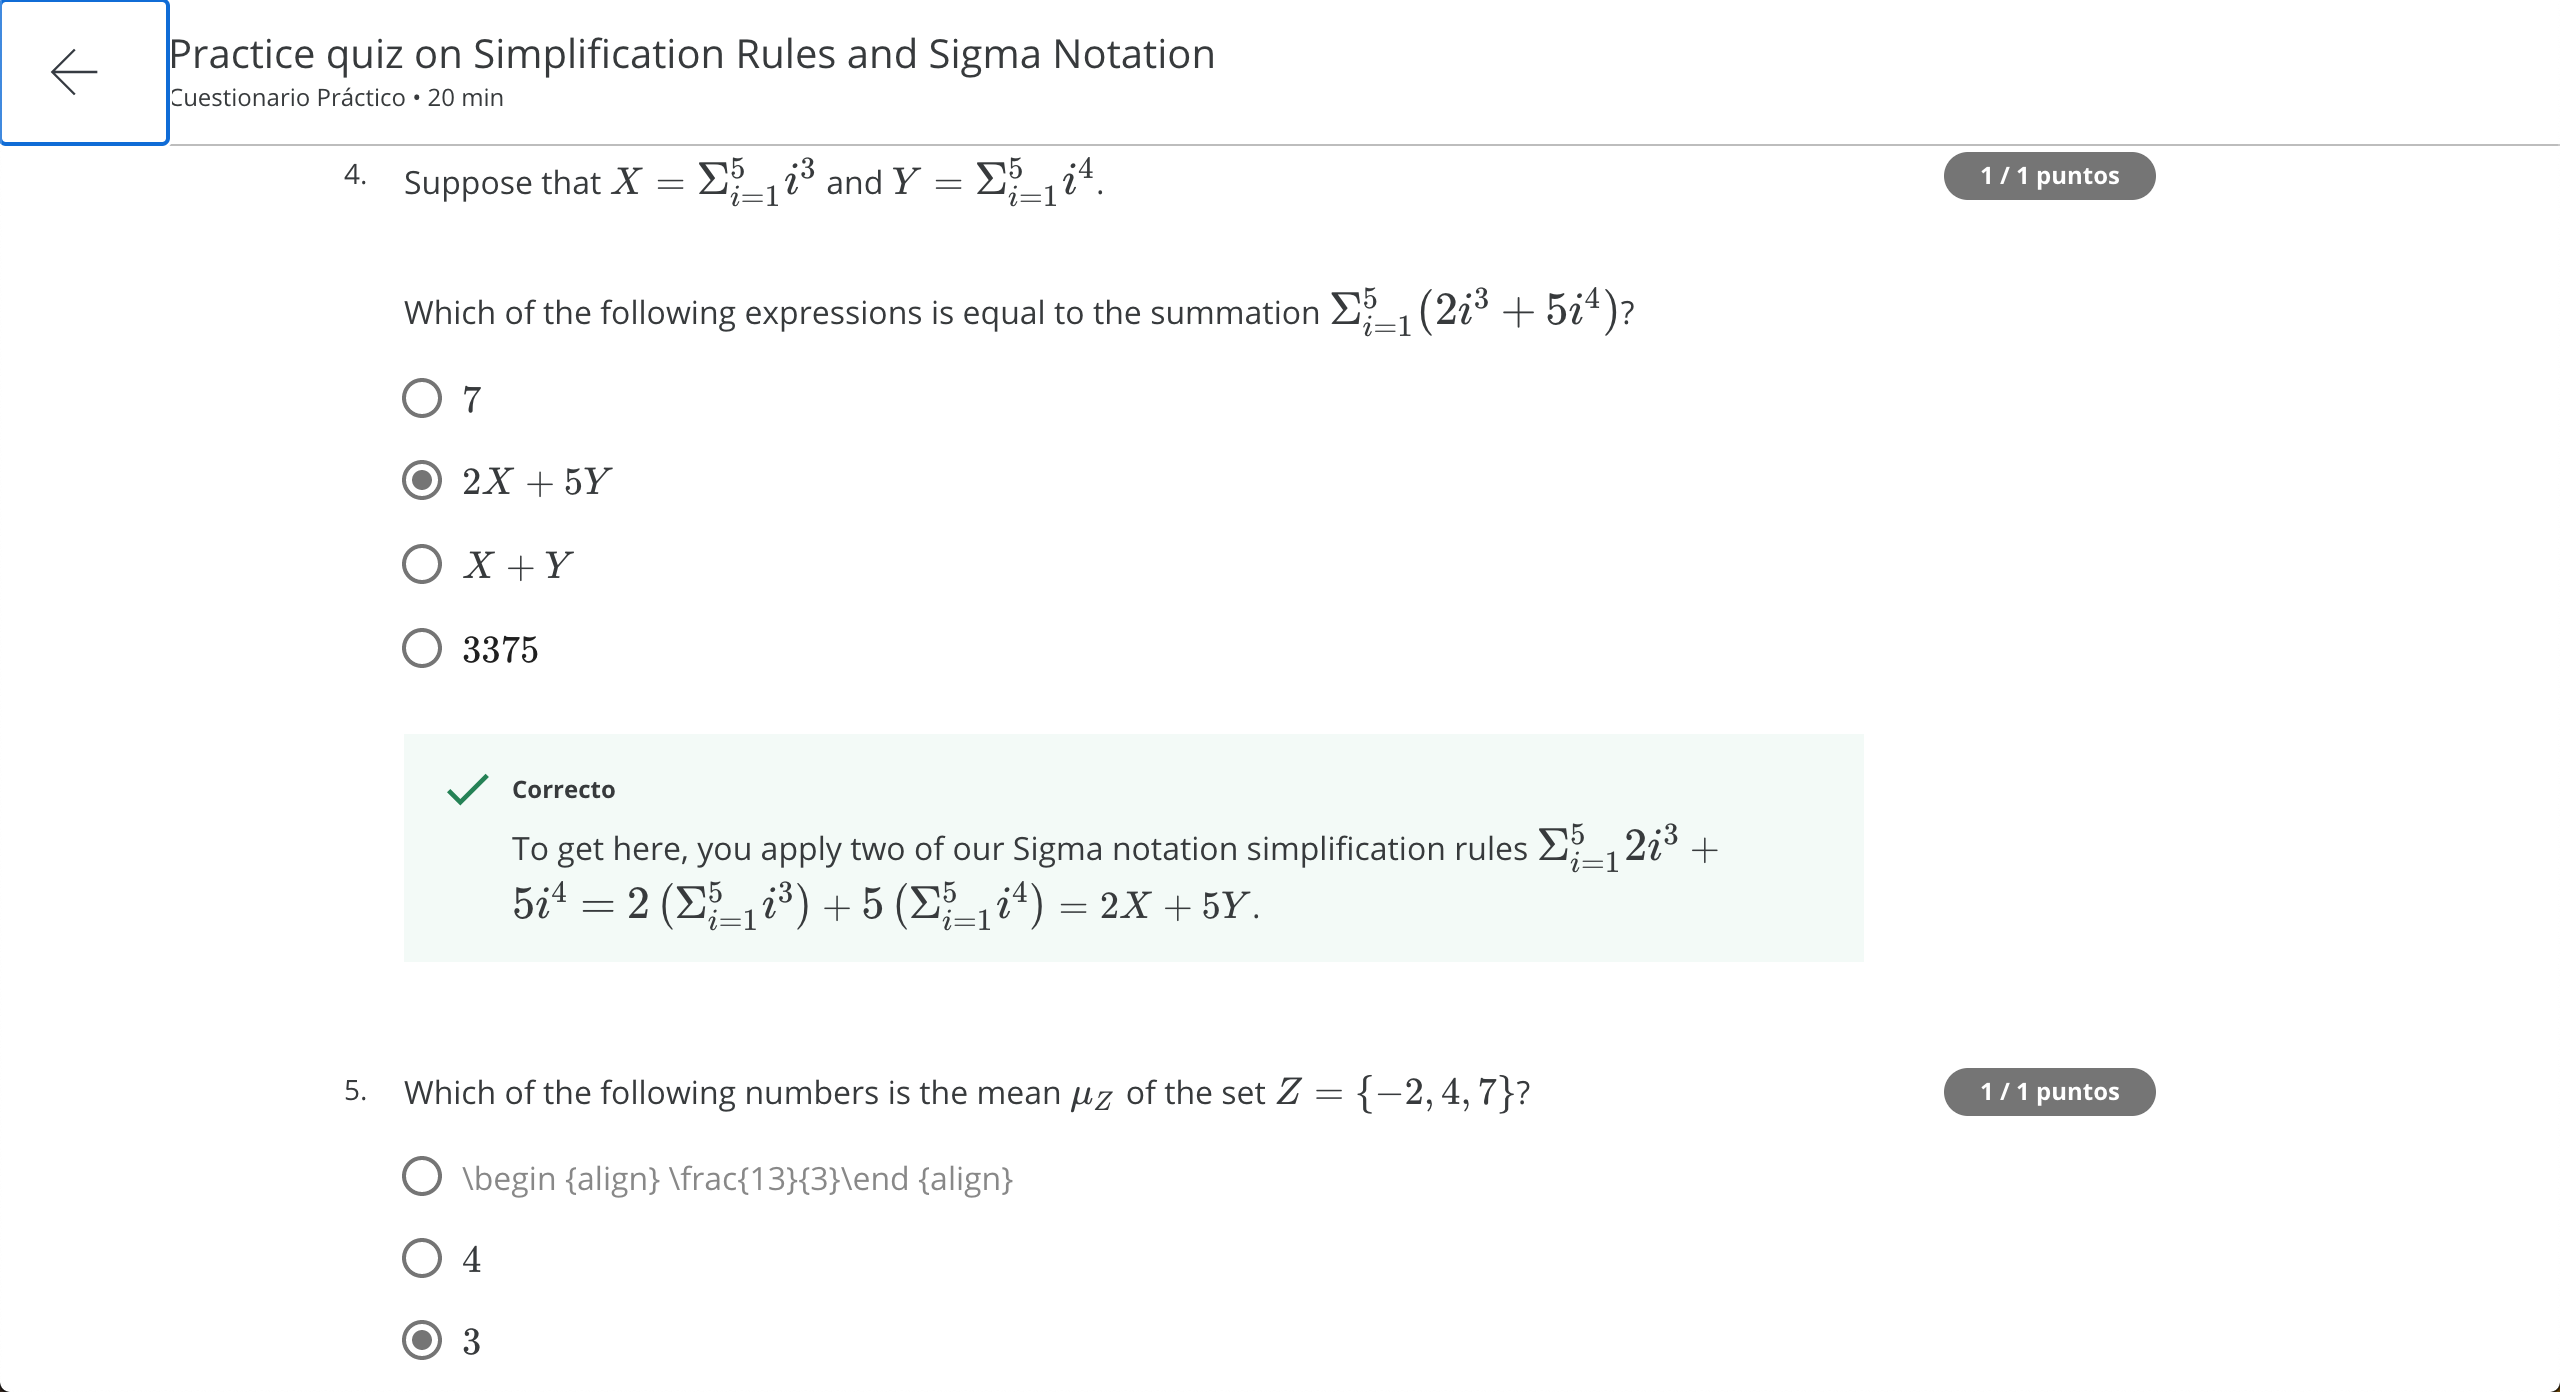 Practice quiz on Simplification Rules and Sigma Notation
Cuestionario Práctico • 20 min
4. Suppose that $X = \Sigma_{i=1}^{5} i^3$ and $Y = \Sigma_{i=1}^{5} i^4$. 1 / 1 puntos
Which of the following expressions is equal to the summation $\Sigma_{i=1}^{5} (2i^3 + 5i^4)$?
7
$2X + 5Y$
$X + Y$
3375
Correcto
To get here, you apply two of our Sigma notation simplification rules $\Sigma_{i=1}^{5} 2i^3 +$
$5i^4 = 2 \left(\Sigma_{i=1}^{5} i^3\right) + 5 \left(\Sigma_{i=1}^{5} i^4\right) = 2X + 5Y$.
5. Which of the following numbers is the mean $\mu_Z$ of the set $Z = \{-2, 4, 7\}$? 1 / 1 puntos
\begin {align} \frac{13}{3}\end {align}
4
3